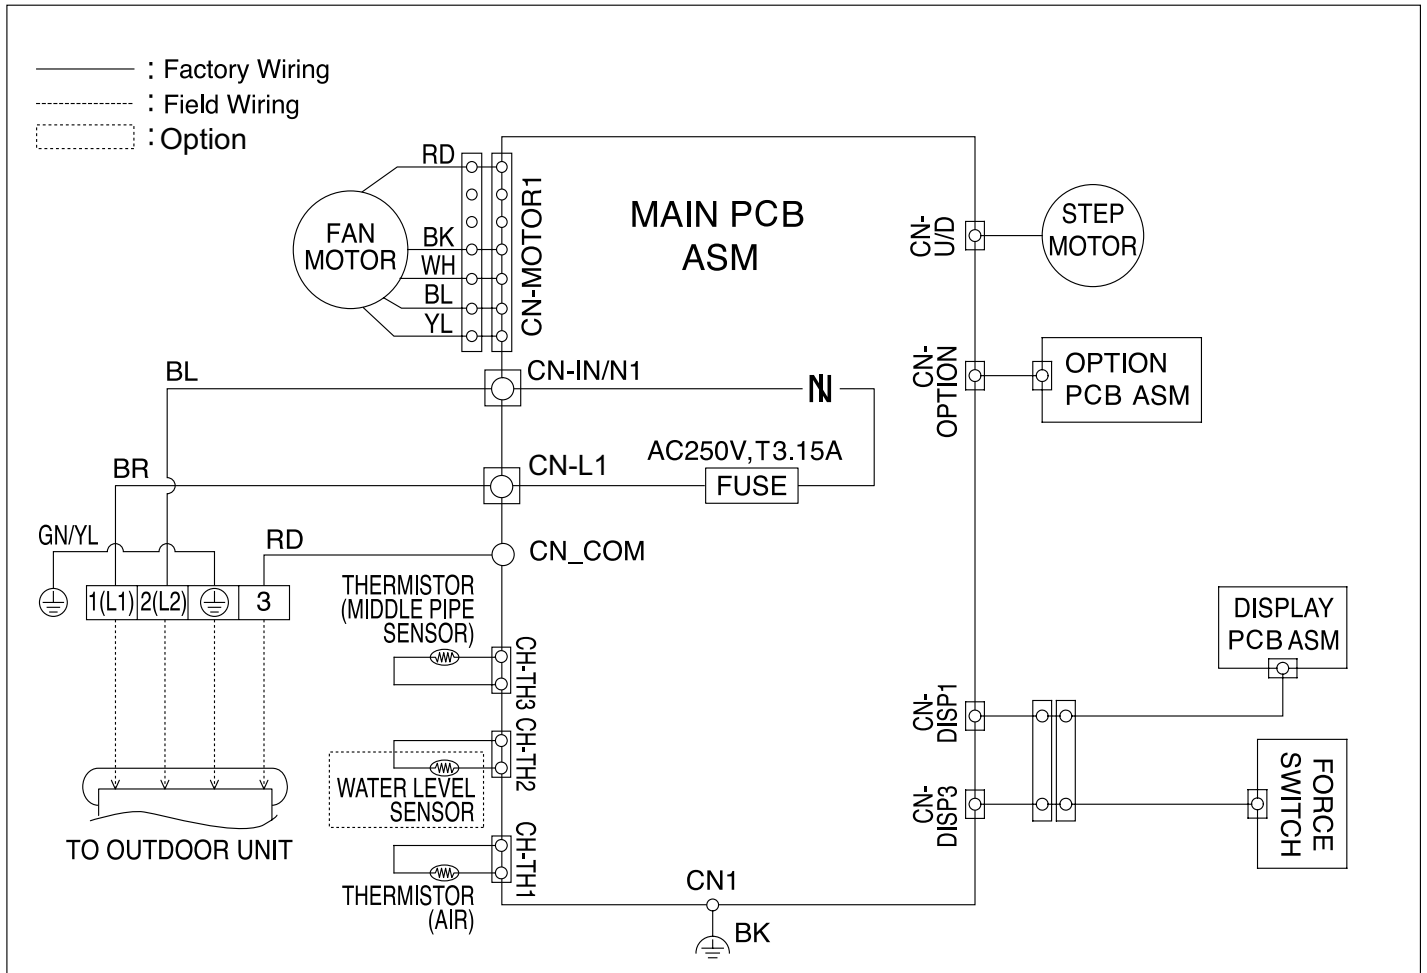 : Factory Wiring
: Field Wiring
: Option
RD
BK
WH
BL
YL
FAN
MOTOR
CN-MOTOR1
MAIN PCB
ASM
CN-
U/D
STEP
MOTOR
CN-
OPTION
OPTION
PCB ASM
BL
CN-IN/N1
N
BR
CN-L1
AC250V,T3.15A
FUSE
GN/YL
RD
CN_COM
1(L1)
2(L2)
3
THERMISTOR
(MIDDLE PIPE
SENSOR)
CH-TH3
CH-TH2
WATER LEVEL
SENSOR
CH-TH1
THERMISTOR
(AIR)
TO OUTDOOR UNIT
DISPLAY
PCB ASM
CN-
DISP1
CN-
DISP3
FORCE
SWITCH
CN1
BK